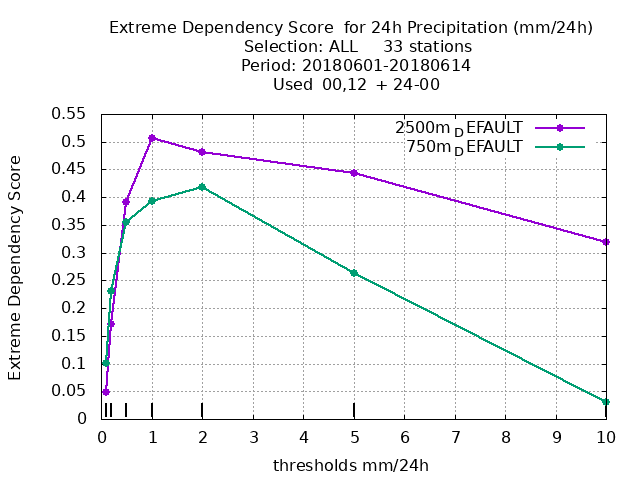 Extreme Dependency Score  for 24h Precipitation (mm/24h)
Selection: ALL     33 stations
Period: 20180601-20180614
Used  00,12  + 24-00
2500m_DEFAULT
750m_DEFAULT
Extreme Dependency Score
0.55
0.5
0.45
0.4
0.35
0.3
0.25
0.2
0.15
0.1
0.05
0
0 1 2 3 4 5 6 7 8 9 10
thresholds mm/24h